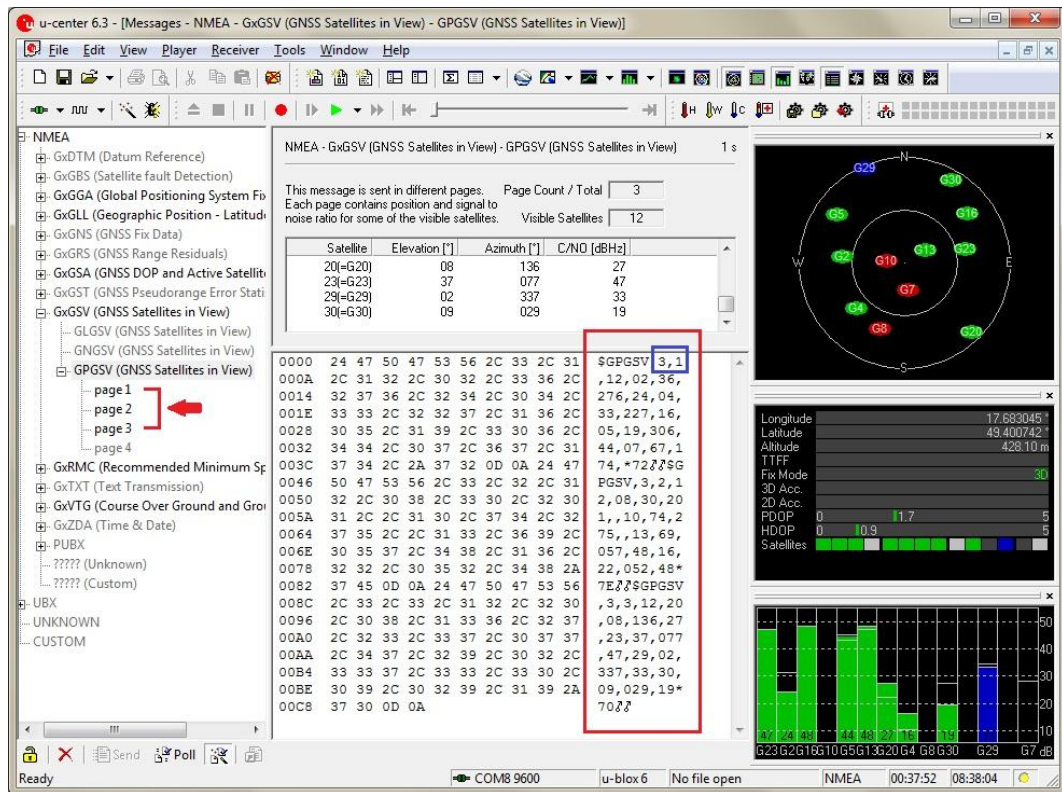 u-center 6.3 - [Messages - NMEA - GxGSV (GNSS Satellites in View) - GPGSV (GNSS Satellites in View)]
File Edit View Player Receiver Tools Window Help
NMEA
GxDTM (Datum Reference)
GxGBS (Satellite fault Detection)
GxGGA (Global Positioning System Fix
GxGLL (Geographic Position - Latitude
GxGNS (GNSS Fix Data)
GxGRS (GNSS Range Residuals)
GxGSA (GNSS DOP and Active Satellite
GxGST (GNSS Pseudorange Error Stati
GxGSV (GNSS Satellites in View)
GLGSV (GNSS Satellites in View)
GNGSV (GNSS Satellites in View)
GPGSV (GNSS Satellites in View)
page 1
page 2
page 3
page 4
GxRMC (Recommended Minimum Sp
GxTXT (Text Transmission)
GxVTG (Course Over Ground and Grou
GxZDA (Time & Date)
PUBX
????? (Unknown)
????? (Custom)
UBX
UNKNOWN
CUSTOM
NMEA - GxGSV (GNSS Satellites in View) - GPGSV (GNSS Satellites in View) 1 s
This message is sent in different pages. Page Count / Total 3
Each page contains position and signal to
noise ratio for some of the visible satellites. Visible Satellites 12
Satellite Elevation [°] Azimuth [°] C/N0 [dBHz]
20(=G20) 08 136 27
23(=G23) 37 077 47
29(=G29) 02 337 33
30(=G30) 09 029 19
0000 24 47 50 47 53 56 2C 33 2C 31 $GPGSV,3,1
000A 2C 31 32 2C 30 32 2C 33 36 2C ,12,02,36,
0014 32 37 36 2C 32 34 2C 30 34 2C 276,24,04,
001E 33 33 2C 32 32 37 2C 31 36 2C 33,227,16,
0028 30 35 2C 31 39 2C 33 30 36 2C 05,19,306,
0032 34 34 2C 30 37 2C 36 37 2C 31 44,07,67,1
003C 37 34 2C 2A 37 32 0D 0A 24 47 74,*72$G
0046 50 47 53 56 2C 33 2C 32 2C 31 PGSV,3,2,1
0050 32 2C 30 38 2C 33 30 2C 32 30 2,08,30,20
005A 31 2C 2C 31 30 2C 37 34 2C 32 1,,10,74,2
0064 37 35 2C 2C 31 33 2C 36 39 2C 75,,13,69,
006E 30 35 37 2C 34 38 2C 31 36 2C 057,48,16,
0078 32 32 2C 30 35 32 2C 34 38 2A 22,052,48*
0082 37 45 0D 0A 24 47 50 47 53 56 7E$GPGSV
008C 2C 33 2C 33 2C 31 32 2C 32 30 ,3,3,12,20
0096 2C 30 38 2C 31 33 36 2C 32 37 ,08,136,27
00A0 2C 32 33 2C 33 37 2C 30 37 37 ,23,37,077
00AA 2C 34 37 2C 32 39 2C 30 32 2C ,47,29,02,
00B4 33 33 37 2C 33 33 2C 33 30 2C 337,33,30,
00BE 30 39 2C 30 32 39 2C 31 39 2A 09,029,19*
00C8 37 30 0D 0A 70
N
G29
G30
G5
G16
G23
G13
G2
G10
W
E
G7
G4
G8
G20
S
Longitude 17.683045 °
Latitude 49.400742 °
Altitude 428.10 m
TTFF
Fix Mode 3D
3D Acc.
2D Acc.
PDOP 0 1.7 5
HDOP 0 0.9 5
Satellites
50
40
30
20
10
47 24 48 44 48 27 16 19
G23 G2 G16 G10 G5 G13 G20 G4 G8 G30 G29 G7 dB
Send Poll
Ready COM8 9600 u-blox 6 No file open NMEA 00:37:52 08:38:04